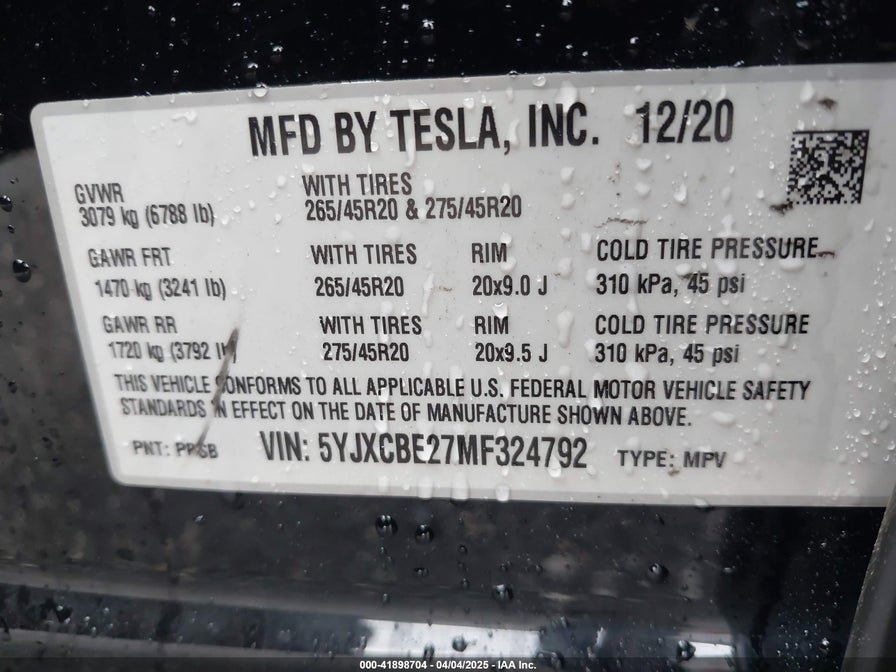 MFD BY TESLA, INC. 12/20
GVWR
3079 kg (6788 lb)
WITH TIRES
265/45R20 & 275/45R20
GAWR FRT WITH TIRES RIM COLD TIRE PRESSURE
1470 kg (3241 lb) 265/45R20 20x9.0 J 310 kPa, 45 psi
GAWR RR WITH TIRES RIM COLD TIRE PRESSURE
1720 kg (3792 lb) 275/45R20 20x9.5 J 310 kPa, 45 psi
THIS VEHICLE CONFORMS TO ALL APPLICABLE U.S. FEDERAL MOTOR VEHICLE SAFETY
STANDARDS IN EFFECT ON THE DATE OF MANUFACTURE SHOWN ABOVE.
PNT: VIN: 5YJXCBE27MF324792 TYPE: MPV
000-41898704 - 04/04/2025 - IAA Inc.